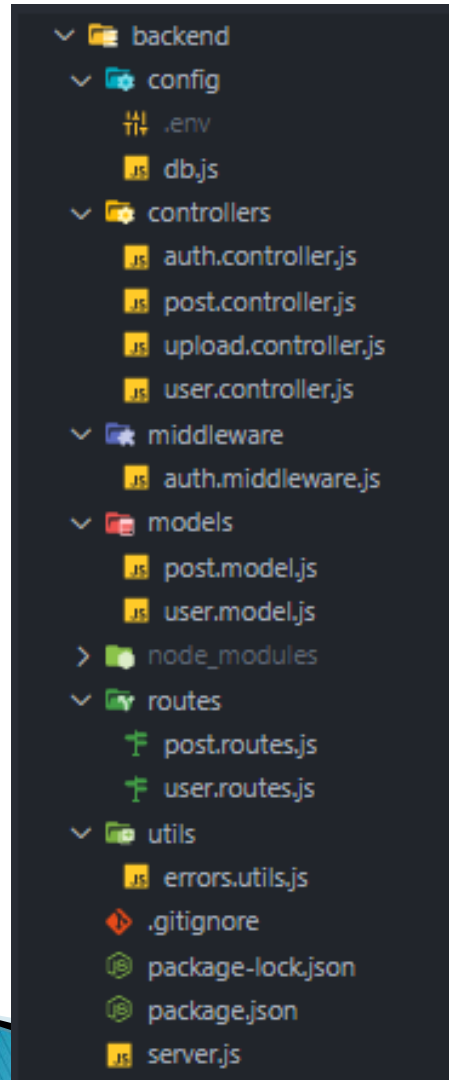 backend
config
.env
db.js
controllers
auth.controller.js
post.controller.js
upload.controller.js
user.controller.js
middleware
auth.middleware.js
models
post.model.js
user.model.js
node_modules
routes
post.routes.js
user.routes.js
utils
errors.utils.js
.gitignore
package-lock.json
package.json
server.js